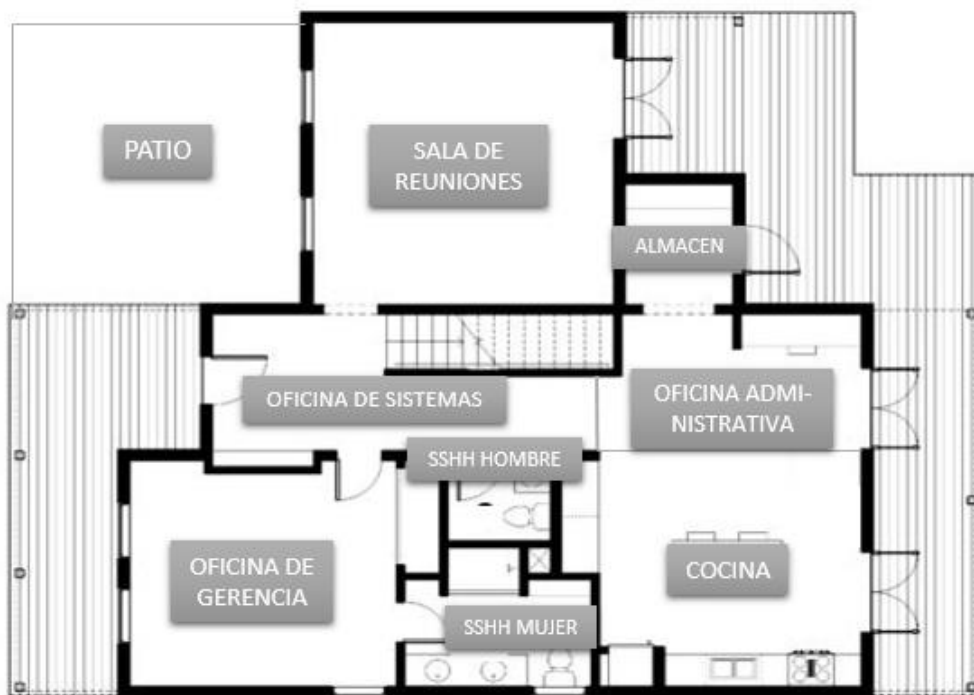 PATIO
SALA DE
REUNIONES
ALMACEN
OFICINA DE SISTEMAS
OFICINA ADMI-
NISTRATIVA
SSHH HOMBRE
OFICINA DE
GERENCIA
COCINA
SSHH MUJER